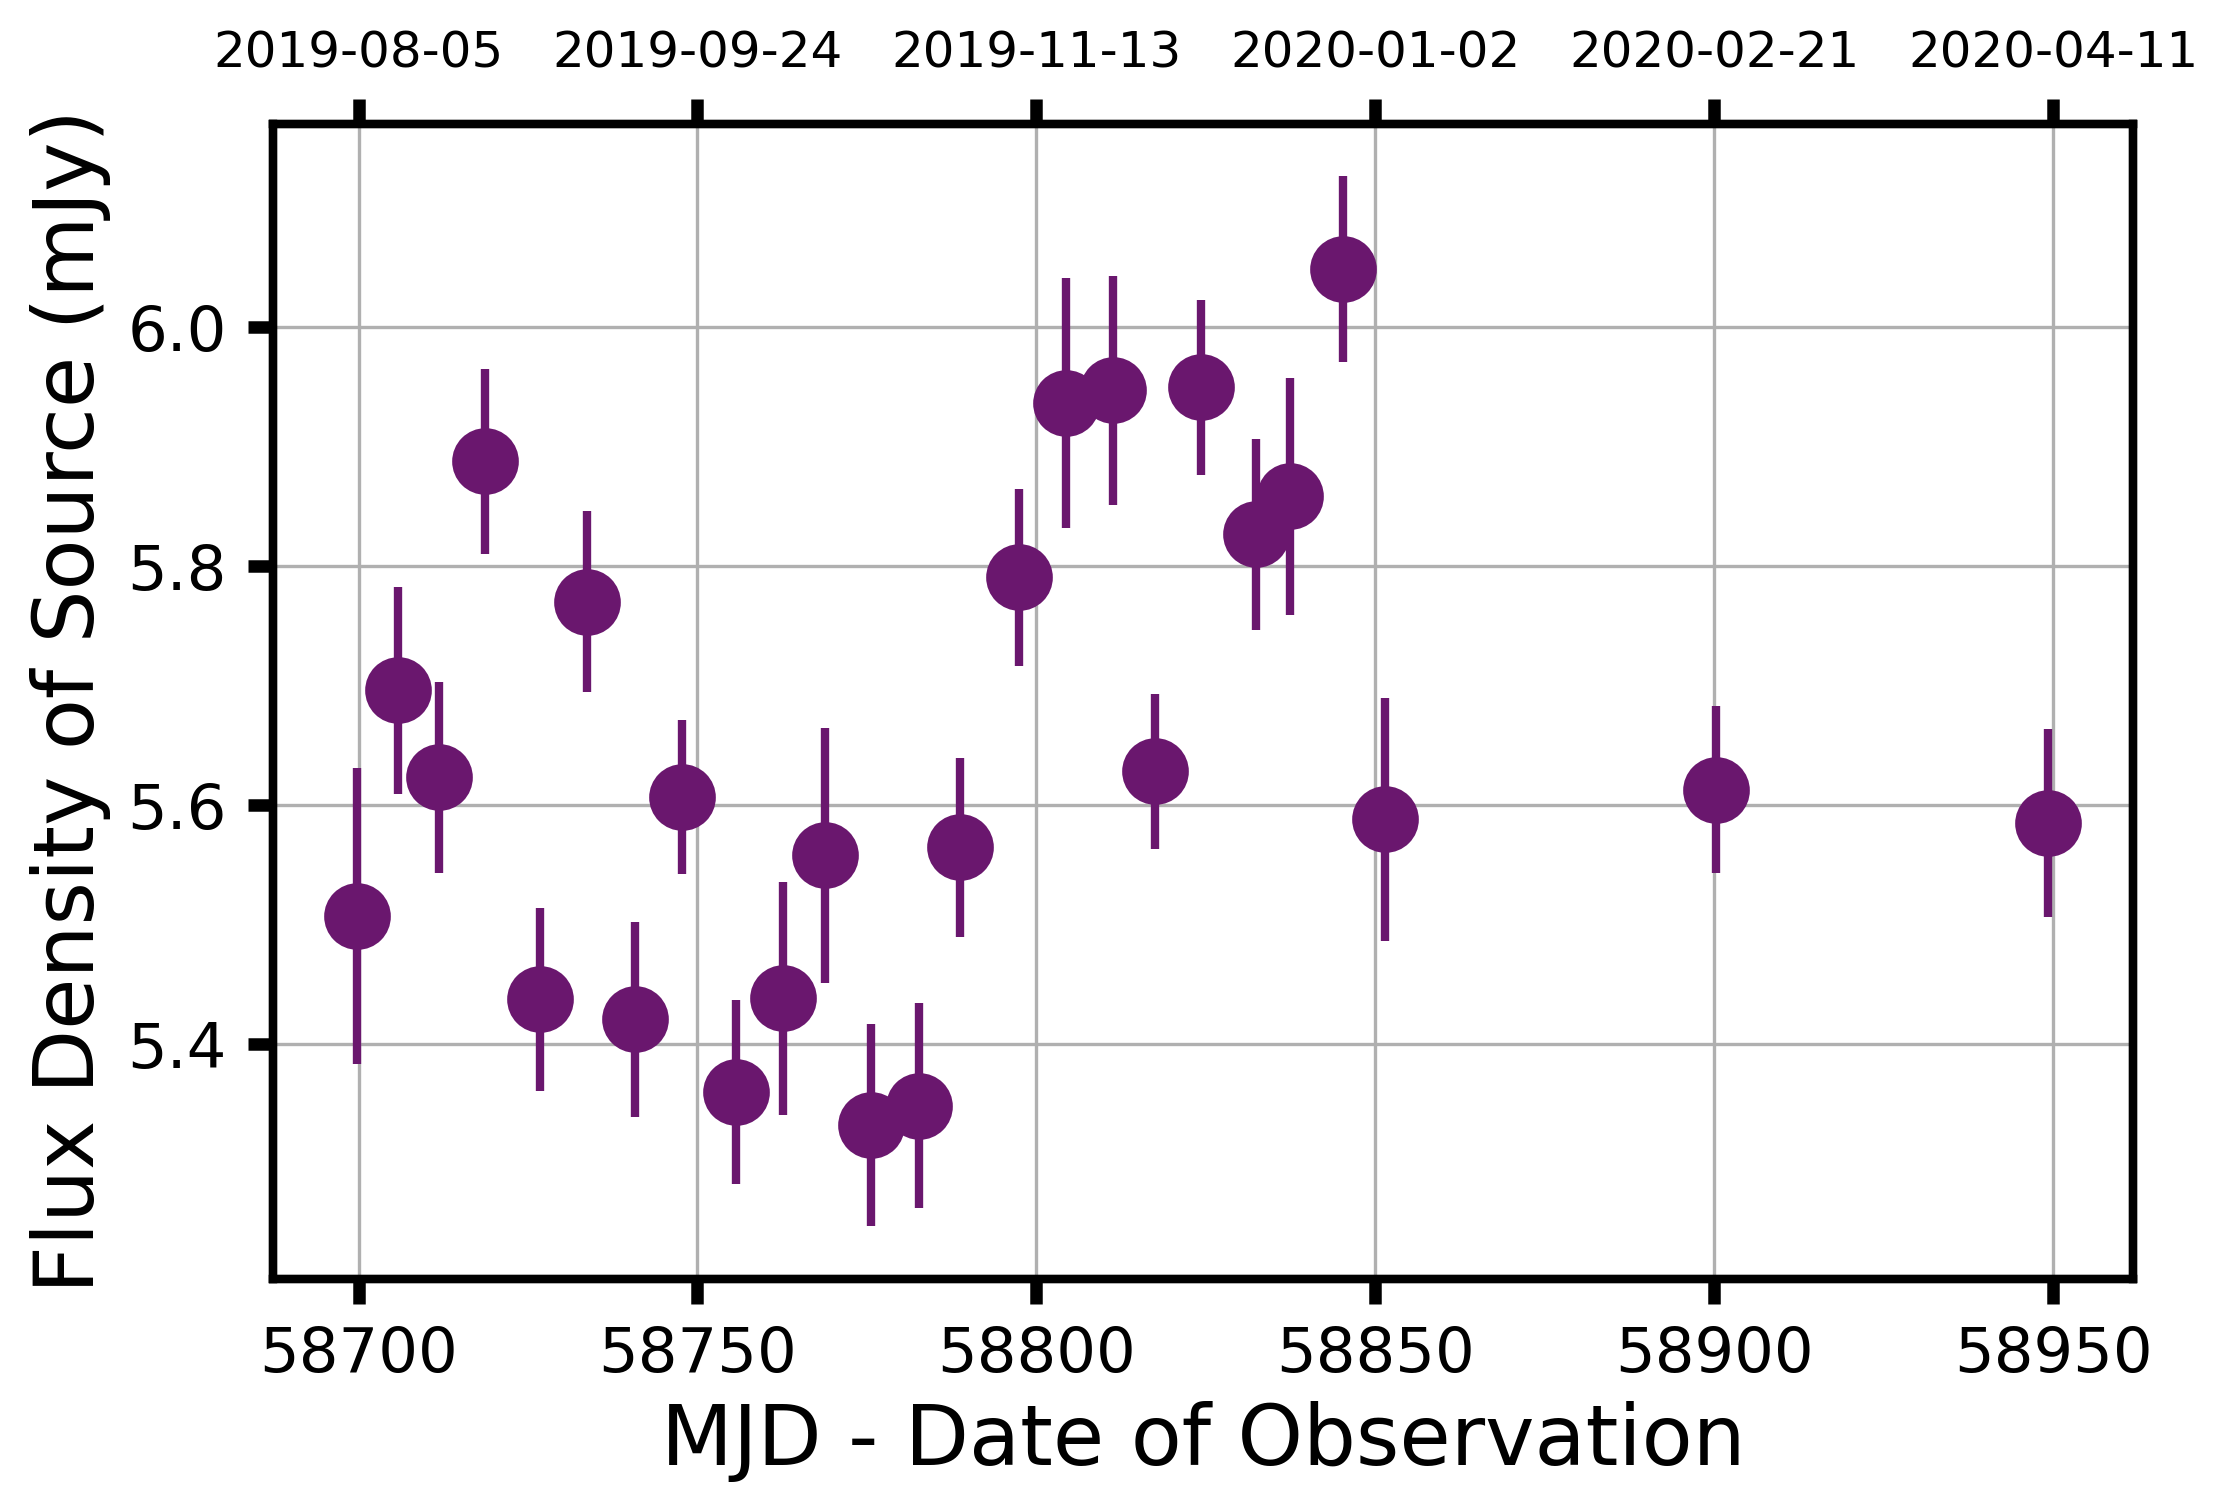 2019-08-05 2019-09-24 2019-11-13 2020-01-02 2020-02-21 2020-04-11
Flux Density of Source (mJy)
6.0
5.8
5.6
5.4
58700 58750 58800 58850 58900 58950
MJD - Date of Observation